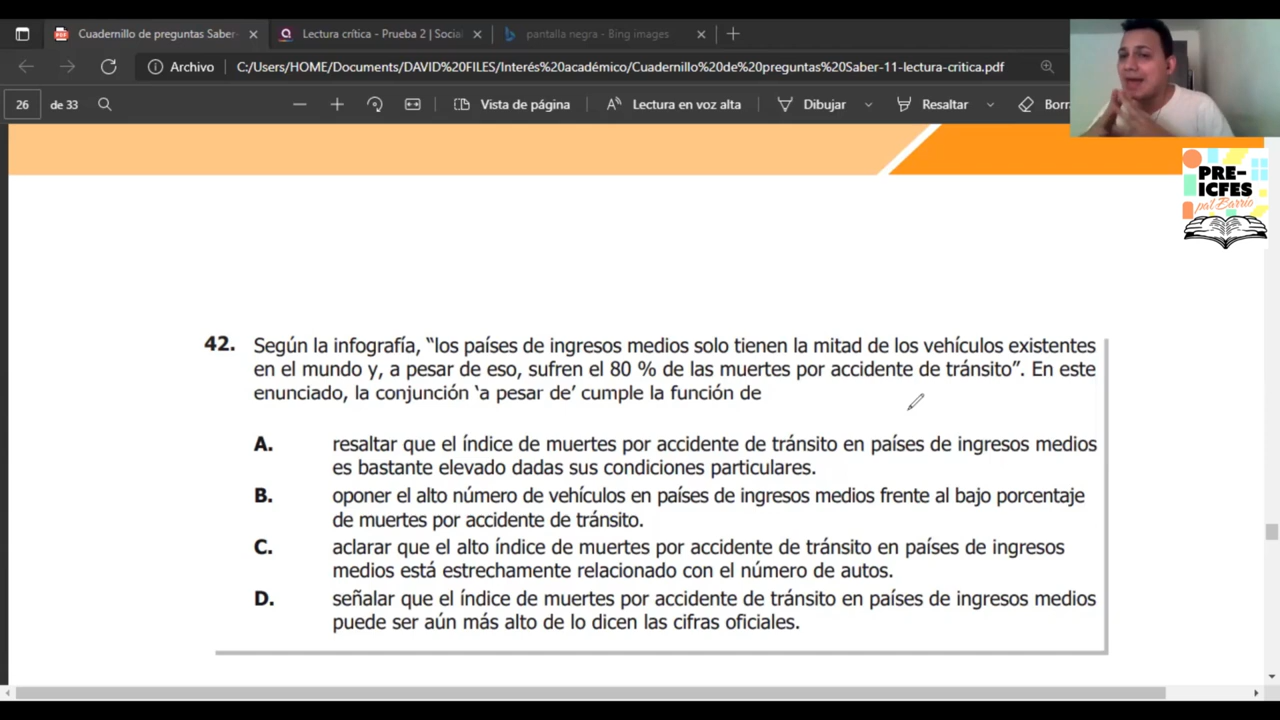 Cuadernillo de preguntas Saber-
Lectura crítica - Prueba 2 | Social
pantalla negra - Bing images
Archivo
C:/Users/HOME/Documents/DAVID%20FILES/Interés%20académico/Cuadernillo%20de%20preguntas%20Saber-11-lectura-critica.pdf
26 de 33
Vista de página
Lectura en voz alta
Dibujar
Resaltar
Borra
PRE-
ICFES
pal Barrio
42. Según la infografía, “los países de ingresos medios solo tienen la mitad de los vehículos existentes
en el mundo y, a pesar de eso, sufren el 80 % de las muertes por accidente de tránsito”. En este
enunciado, la conjunción ‘a pesar de’ cumple la función de
A. resaltar que el índice de muertes por accidente de tránsito en países de ingresos medios
es bastante elevado dadas sus condiciones particulares.
B. oponer el alto número de vehículos en países de ingresos medios frente al bajo porcentaje
de muertes por accidente de tránsito.
C. aclarar que el alto índice de muertes por accidente de tránsito en países de ingresos
medios está estrechamente relacionado con el número de autos.
D. señalar que el índice de muertes por accidente de tránsito en países de ingresos medios
puede ser aún más alto de lo dicen las cifras oficiales.